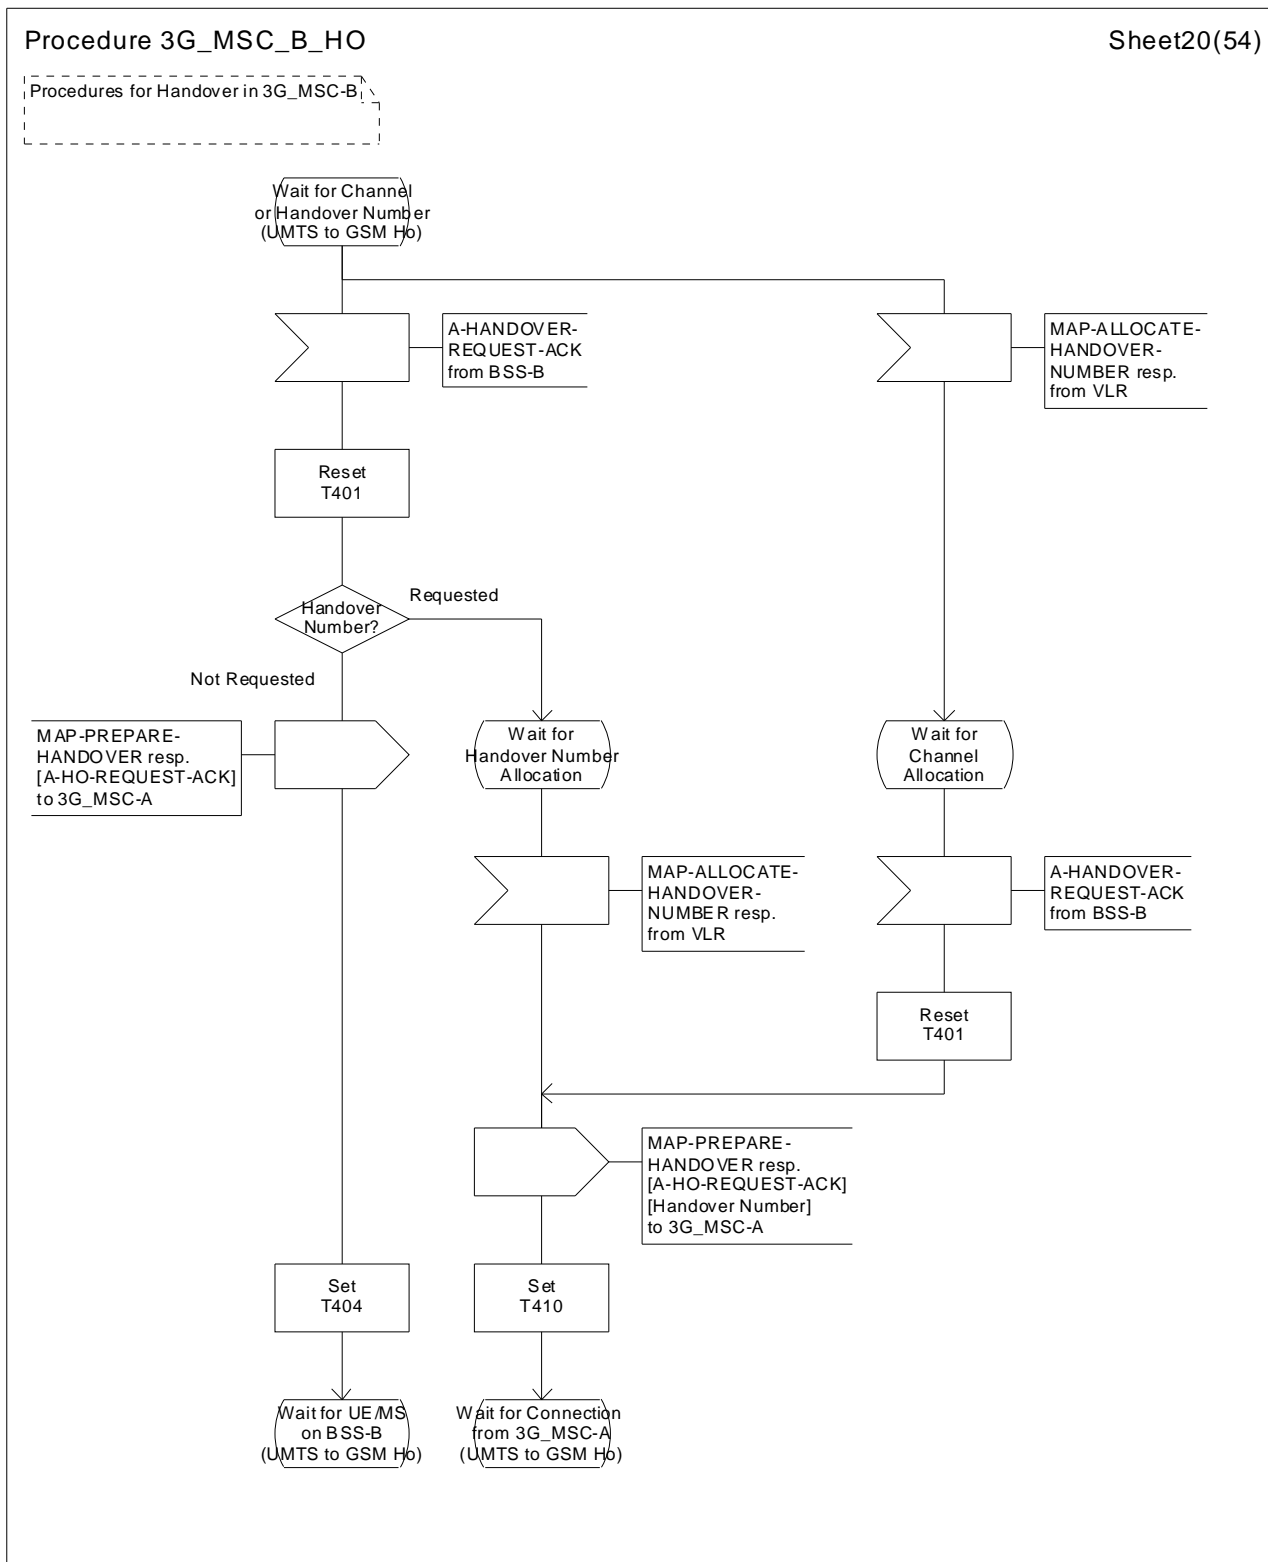 Procedure 3G_MSC_B_HO
Sheet20(54)
Procedures for Handover in 3G_MSC-B
Wait for Channel
or Handover Number
(UMTS to GSM Ho)
A-HANDOVER-
REQUEST-ACK
from BSS-B
MAP-ALLOCATE-
HANDOVER-
NUMBER resp.
from VLR
Reset
T401
Handover
Number?
Requested
Not Requested
MAP-PREPARE-
HANDOVER resp.
[A-HO-REQUEST-ACK]
to 3G_MSC-A
Wait for
Handover Number
Allocation
Wait for
Channel
Allocation
MAP-ALLOCATE-
HANDOVER-
NUMBER resp.
from VLR
A-HANDOVER-
REQUEST-ACK
from BSS-B
Reset
T401
MAP-PREPARE-
HANDOVER resp.
[A-HO-REQUEST-ACK]
[Handover Number]
to 3G_MSC-A
Set
T404
Set
T410
Wait for UE/MS
on BSS-B
(UMTS to GSM Ho)
Wait for Connection
from 3G_MSC-A
(UMTS to GSM Ho)